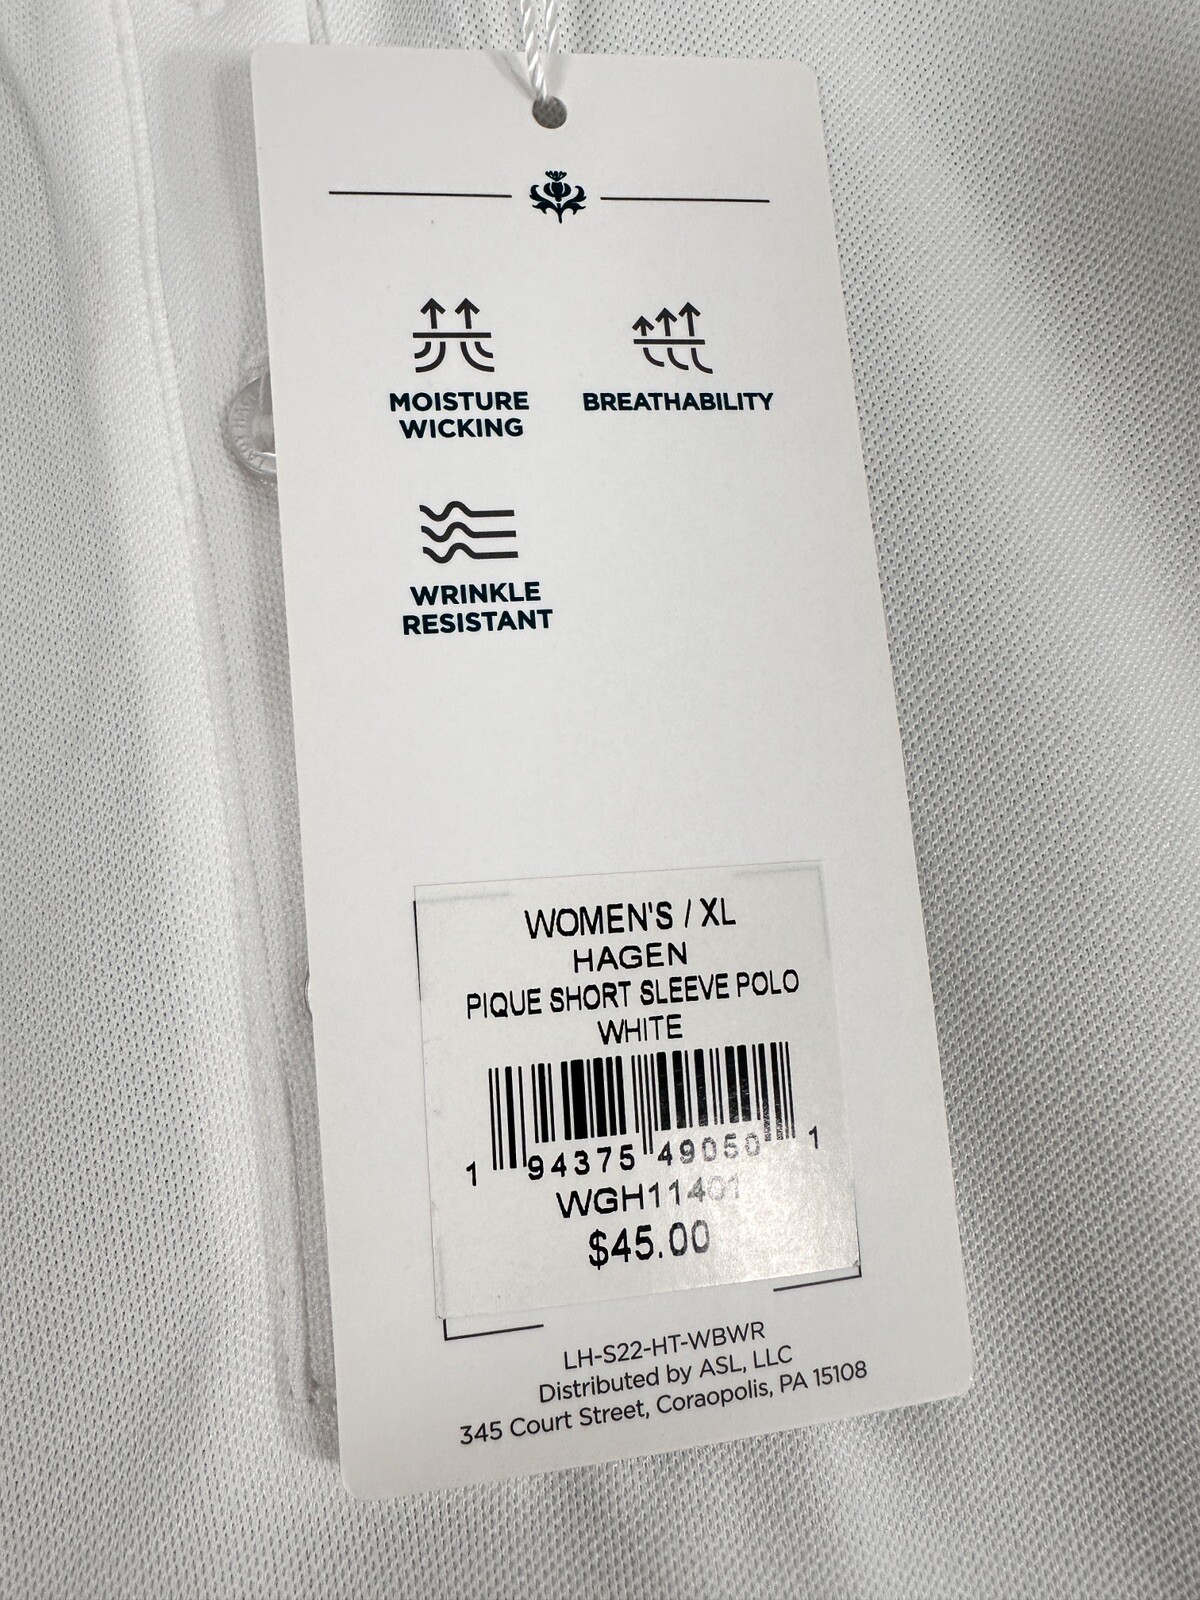 MOISTURE
WICKING
BREATHABILITY
WRINKLE
RESISTANT
WOMEN'S / XL
HAGEN
PIQUE SHORT SLEEVE POLO
WHITE
1 94375 49050 1
WGH11401
$45.00
LH-S22-HT-WBWR
Distributed by ASL, LLC
345 Court Street, Coraopolis, PA 15108